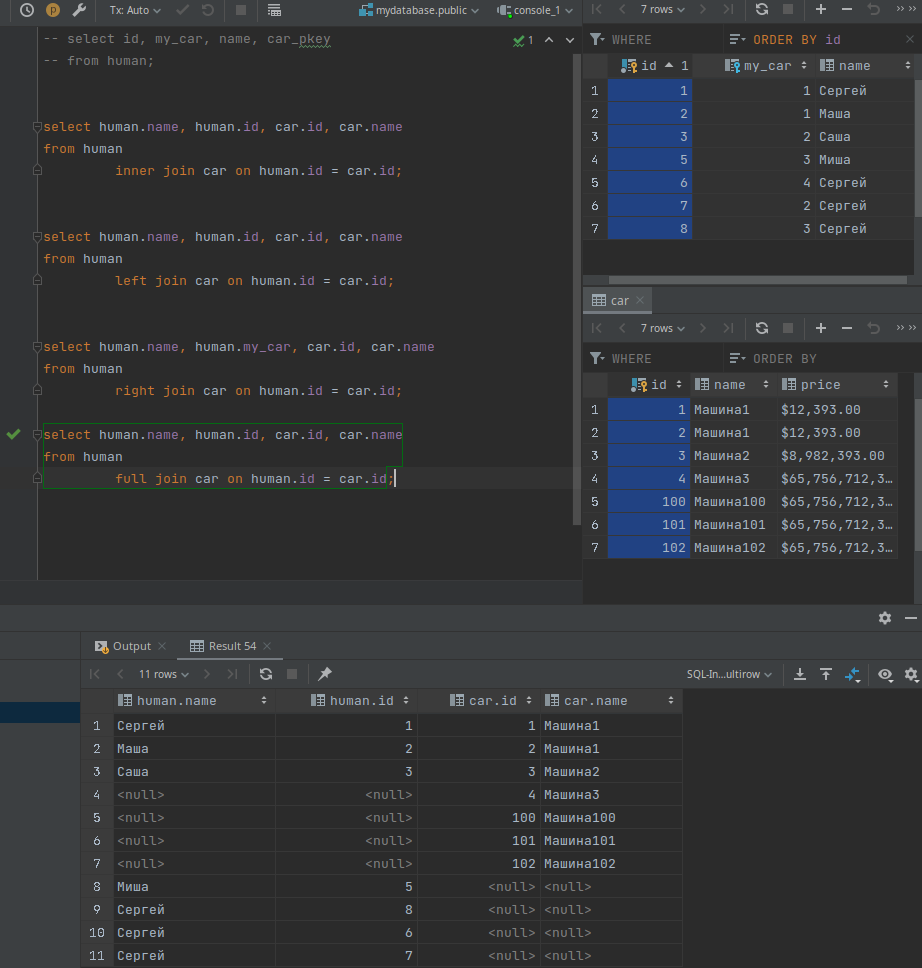 Tx: Auto
mydatabase.public
console_1
-- select id, my_car, name, car_pkey
-- from human;
1
select human.name, human.id, car.id, car.name
from human
inner join car on human.id = car.id;
select human.name, human.id, car.id, car.name
from human
left join car on human.id = car.id;
select human.name, human.my_car, car.id, car.name
from human
right join car on human.id = car.id;
select human.name, human.id, car.id, car.name
from human
full join car on human.id = car.id;
7 rows
WHERE ORDER BY id
id 1 my_car name
1 1 1 Сергей
2 2 1 Маша
3 3 2 Саша
4 5 3 Миша
5 6 4 Сергей
6 7 2 Сергей
7 8 3 Сергей
car
7 rows
WHERE ORDER BY
id name price
1 1 Машина1 $12,393.00
2 2 Машина1 $12,393.00
3 3 Машина2 $8,982,393.00
4 4 Машина3 $65,756,712,3…
5 100 Машина100 $65,756,712,3…
6 101 Машина101 $65,756,712,3…
7 102 Машина102 $65,756,712,3…
Output Result 54
11 rows SQL-In...ultirow
human.name human.id car.id car.name
1 Сергей 1 1 Машина1
2 Маша 2 2 Машина1
3 Саша 3 3 Машина2
4 <null> <null> 4 Машина3
5 <null> <null> 100 Машина100
6 <null> <null> 101 Машина101
7 <null> <null> 102 Машина102
8 Миша 5 <null> <null>
9 Сергей 8 <null> <null>
10 Сергей 6 <null> <null>
11 Сергей 7 <null> <null>